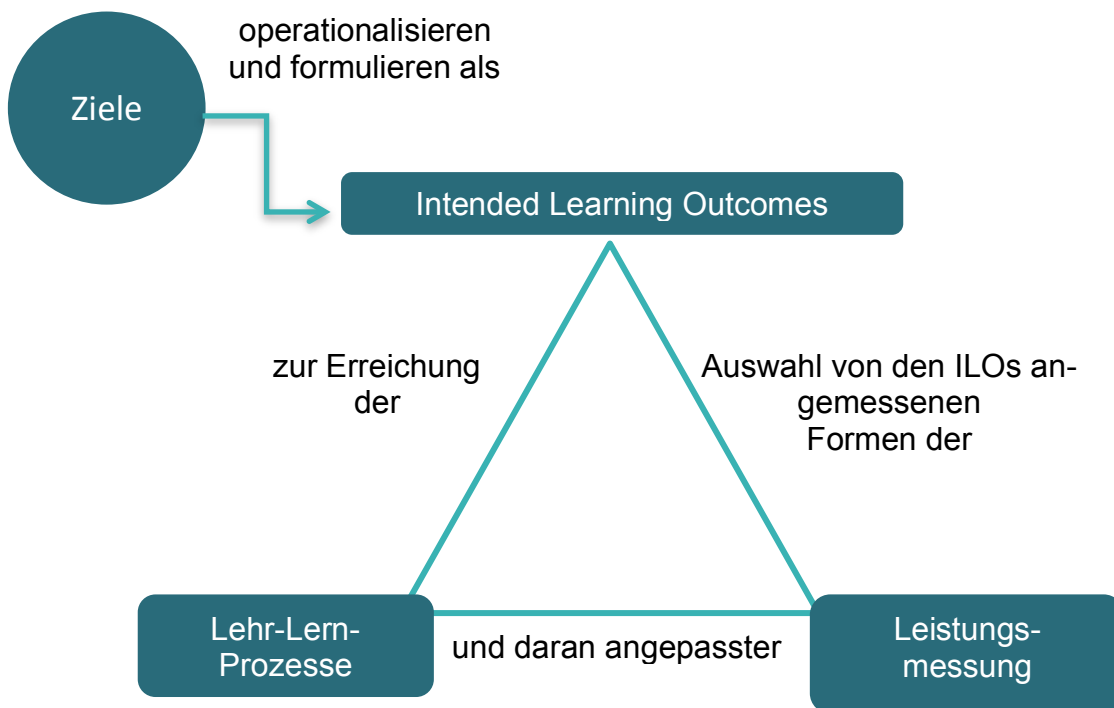 operationalisieren
und formulieren als
Ziele
Intended Learning Outcomes
zur Erreichung
der
Auswahl von den ILOs an-
gemessenen
Formen der
Lehr-Lern-
Prozesse
und daran angepasster
Leistungs-
messung